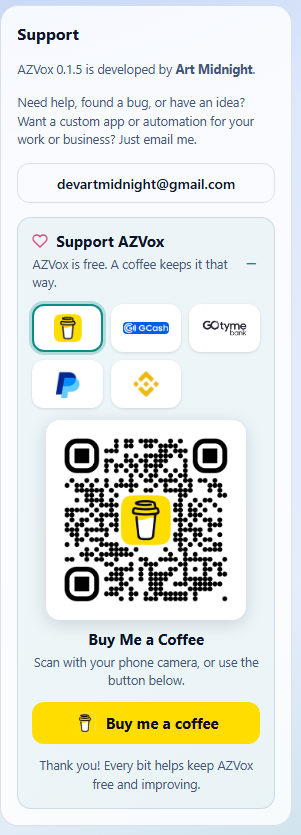 Support
AZVox 0.1.5 is developed by Art Midnight.
Need help, found a bug, or have an idea?
Want a custom app or automation for your
work or business? Just email me.
devartmidnight@gmail.com
Support AZVox
AZVox is free. A coffee keeps it that
way.
GCash
GOtyme
bank
Buy Me a Coffee
Scan with your phone camera, or use the
button below.
Buy me a coffee
Thank you! Every bit helps keep AZVox
free and improving.